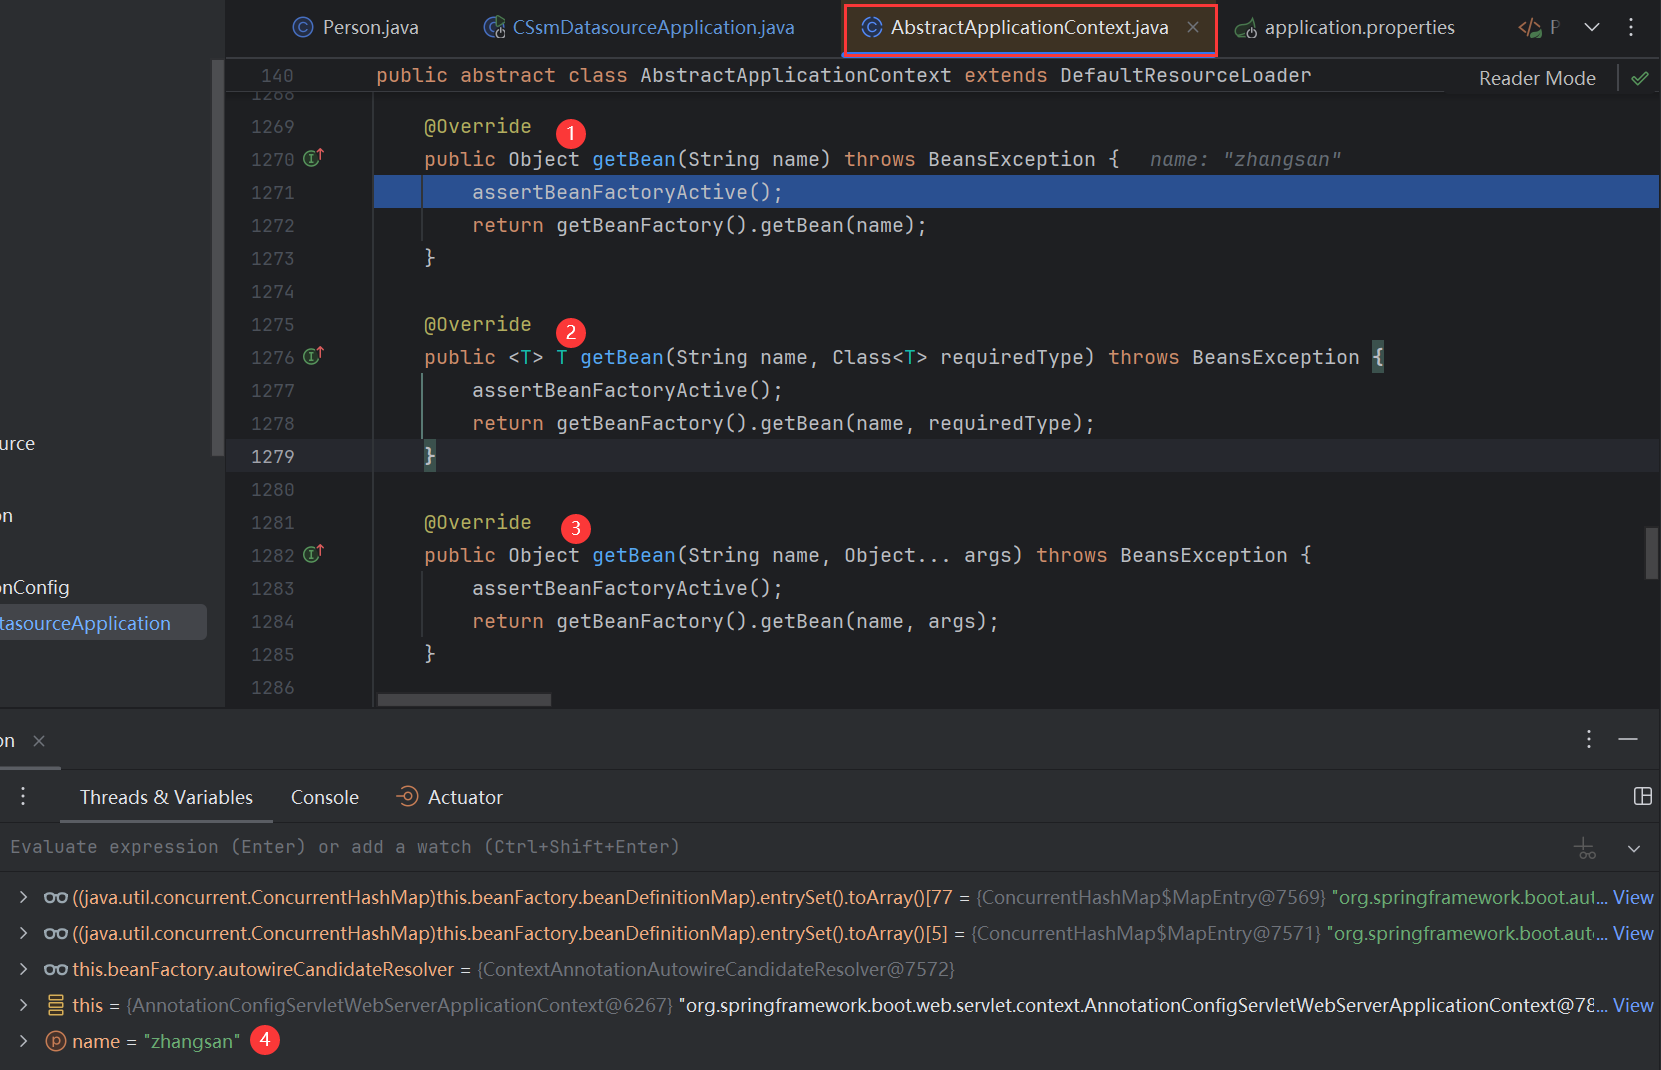 Person.java CSsmDatasourceApplication.java AbstractApplicationContext.java application.properties P
140 public abstract class AbstractApplicationContext extends DefaultResourceLoader Reader Mode
1268
1269 @Override 1
1270 public Object getBean(String name) throws BeansException { name: "zhangsan"
1271 assertBeanFactoryActive();
1272 return getBeanFactory().getBean(name);
1273 }
1274
1275 @Override 2
1276 public <T> T getBean(String name, Class<T> requiredType) throws BeansException {
1277 assertBeanFactoryActive();
1278 return getBeanFactory().getBean(name, requiredType);
urce
1279 }
1280
on
1281 @Override 3
1282 public Object getBean(String name, Object... args) throws BeansException {
1283 assertBeanFactoryActive();
onConfig
1284 return getBeanFactory().getBean(name, args);
tasourceApplication
1285 }
1286
on
Threads & Variables Console Actuator
Evaluate expression (Enter) or add a watch (Ctrl+Shift+Enter)
((java.util.concurrent.ConcurrentHashMap)this.beanFactory.beanDefinitionMap).entrySet().toArray()[77 = {ConcurrentHashMap$MapEntry@7569} "org.springframework.boot.aut... View
((java.util.concurrent.ConcurrentHashMap)this.beanFactory.beanDefinitionMap).entrySet().toArray()[5] = {ConcurrentHashMap$MapEntry@7571} "org.springframework.boot.aut... View
this.beanFactory.autowireCandidateResolver = {ContextAnnotationAutowireCandidateResolver@7572}
this = {AnnotationConfigServletWebServerApplicationContext@6267} "org.springframework.boot.web.servlet.context.AnnotationConfigServletWebServerApplicationContext@78... View
name = "zhangsan" 4